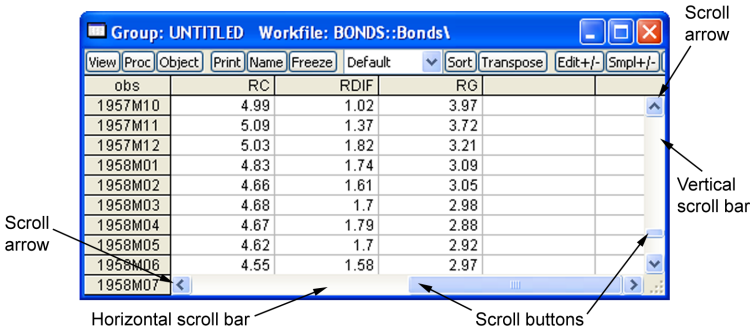 Scroll
arrow
Group: UNTITLED Workfile: BONDS::Bonds\
View Proc Object Print Name Freeze Default Sort Transpose Edit+/- Smpl+/-
obs RC RDIF RG
1957M10 4.99 1.02 3.97
1957M11 5.09 1.37 3.72
1957M12 5.03 1.82 3.21
1958M01 4.83 1.74 3.09
1958M02 4.66 1.61 3.05
1958M03 4.68 1.7 2.98
1958M04 4.67 1.79 2.88
1958M05 4.62 1.7 2.92
1958M06 4.55 1.58 2.97
1958M07
Vertical
scroll bar
Scroll
arrow
Horizontal scroll bar
Scroll buttons